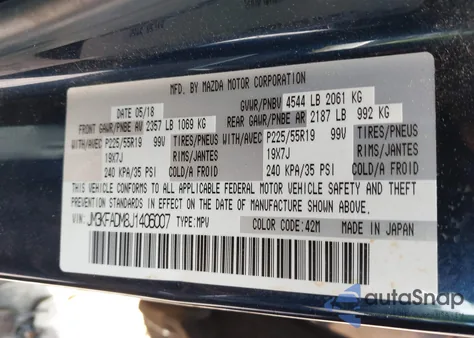 MFD. BY MAZDA MOTOR CORPORATION
DATE 05/18 GVWR/PNBV 4544 LB 2061 KG
FRONT GAWR/PNBE AV 2357 LB 1069 KG REAR GAWR/PNBE AR 2187 LB 992 KG
WITH/AVEC P225/55R19 99V TIRES/PNEUS WITH/AVEC P225/55R19 99V TIRES/PNEUS
19X7J RIMS/JANTES 19X7J RIMS/JANTES
240 KPA/35 PSI COLD/A FROID 240 KPA/35 PSI COLD/A FROID
THIS VEHICLE CONFORMS TO ALL APPLICABLE FEDERAL MOTOR VEHICLE SAFETY AND THEFT
PREVENTION STANDARDS IN EFFECT ON THE DATE OF MANUFACTURE SHOWN ABOVE.
VIN: JM3KFADM8J1406007 TYPE:MPV COLOR CODE:42M MADE IN JAPAN
autoSnap